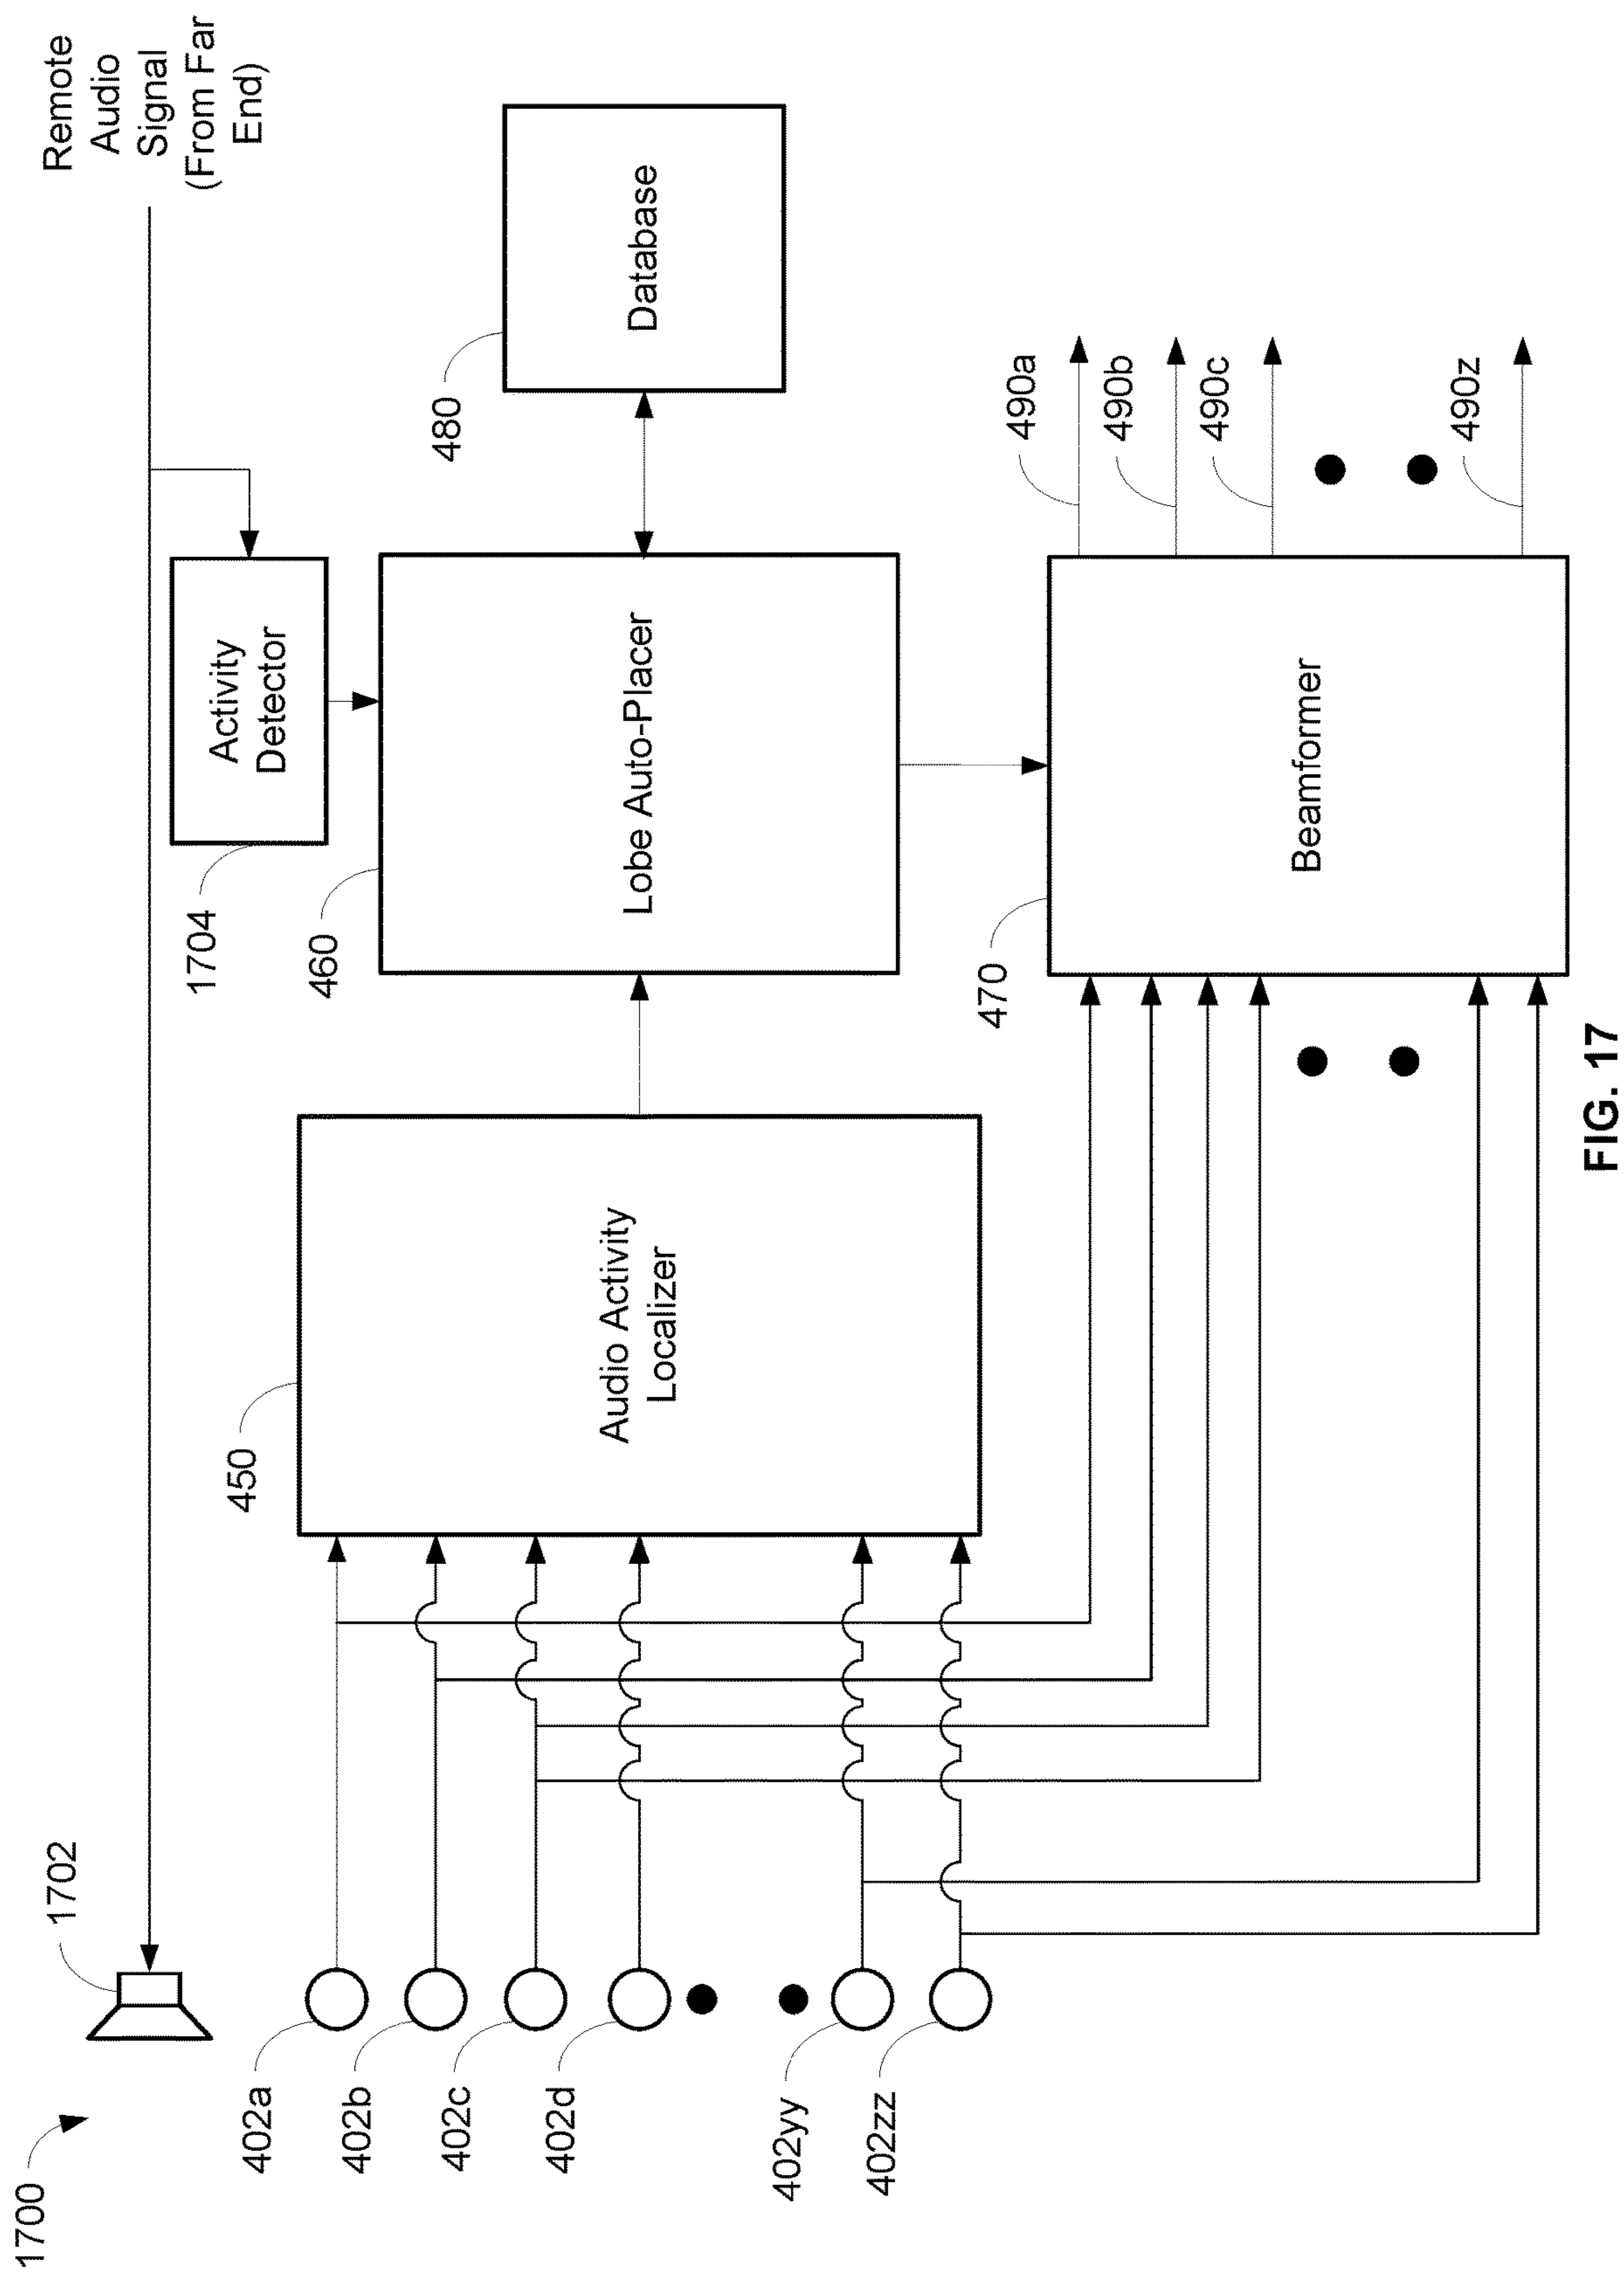 1700
1702
Remote
Audio
Signal
(From Far
End)
1704
Activity
Detector
450
Audio Activity
Localizer
460
Lobe Auto-Placer
480
Database
402a
402b
402c
402d
402yy
402zz
470
Beamformer
490a
490b
490c
490z
FIG. 17